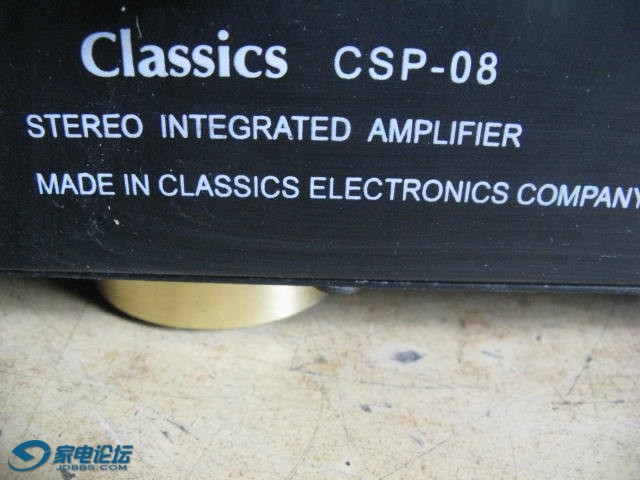 Classics CSP-08
STEREO INTEGRATED AMPLIFIER
MADE IN CLASSICS ELECTRONICS COMPANY
家电论坛
JDBBS.COM